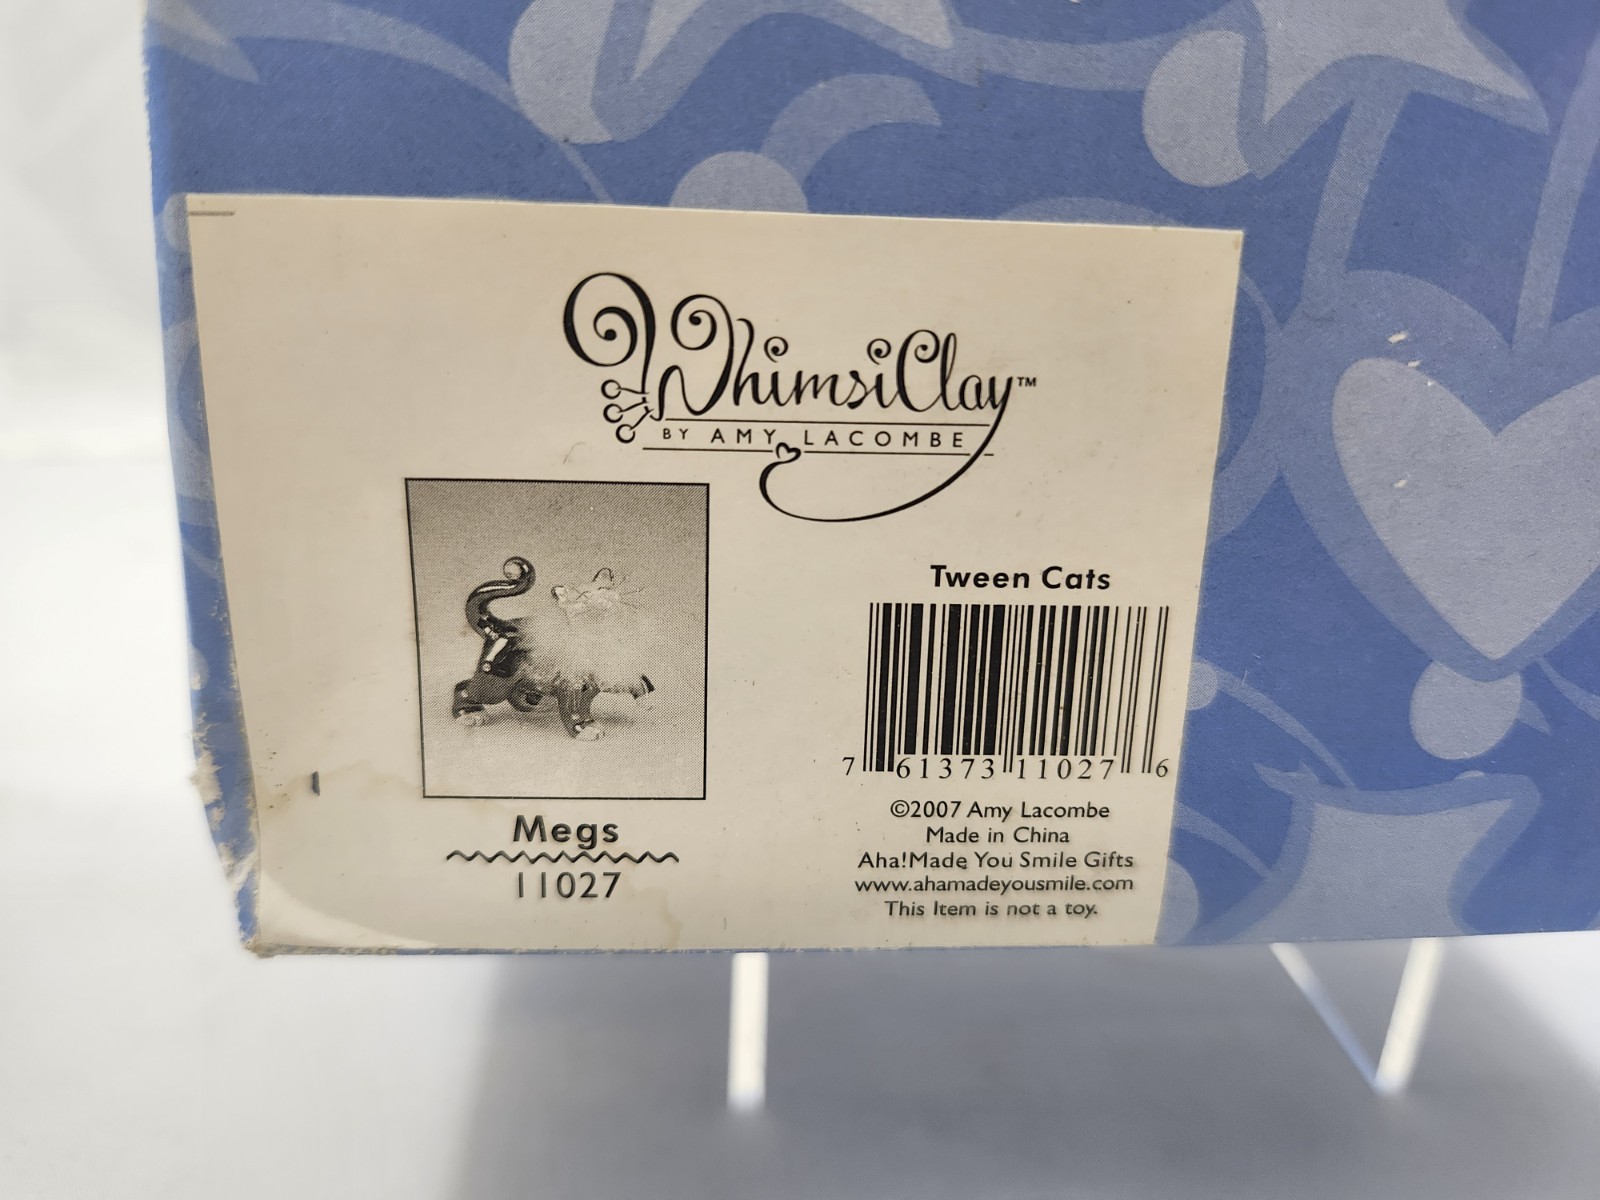 WhimsiClay™
BY AMY LACOMBE
Tween Cats
7 61373 11027 6
Megs
11027
©2007 Amy Lacombe
Made in China
Aha!Made You Smile Gifts
www.ahamadeyousmile.com
This Item is not a toy.